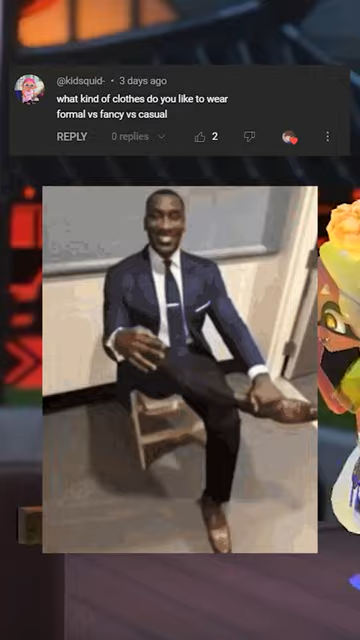 @kidsquid- · 3 days ago
what kind of clothes do you like to wear
formal vs fancy vs casual
REPLY 0 replies 2